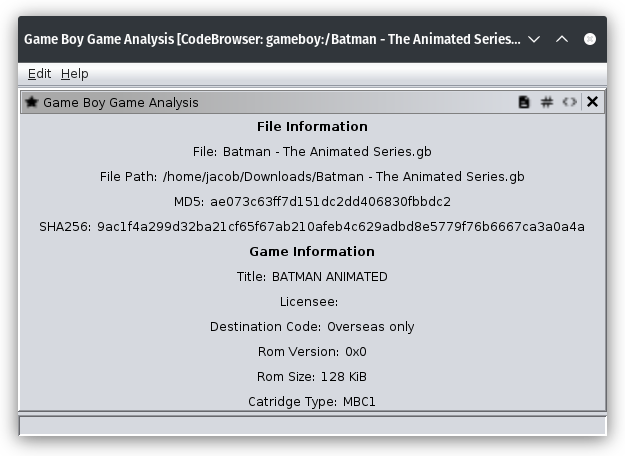 Game Boy Game Analysis [CodeBrowser: gameboy:/Batman - The Animated Series...
Edit Help
Game Boy Game Analysis
File Information
File: Batman - The Animated Series.gb
File Path: /home/jacob/Downloads/Batman - The Animated Series.gb
MD5: ae073c63ff7d151dc2dd406830fbbdc2
SHA256: 9ac1f4a299d32ba21cf65f67ab210afeb4c629adbd8e5779f76b6667ca3a0a4a
Game Information
Title: BATMAN ANIMATED
Licensee:
Destination Code: Overseas only
Rom Version: 0x0
Rom Size: 128 KiB
Catridge Type: MBC1